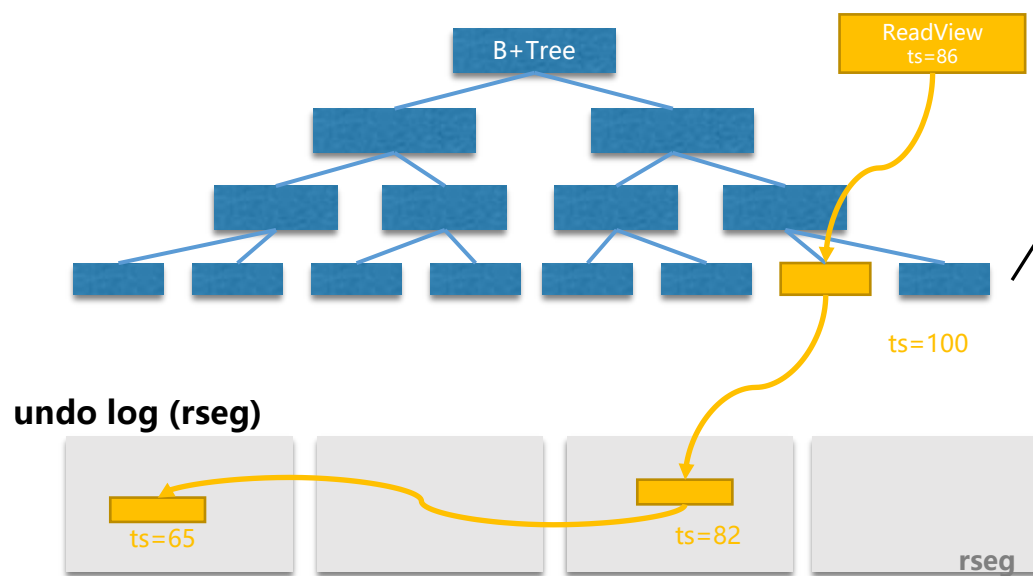 B+Tree
ReadView
ts=86
ts=100
undo log (rseg)
ts=65
ts=82
rseg